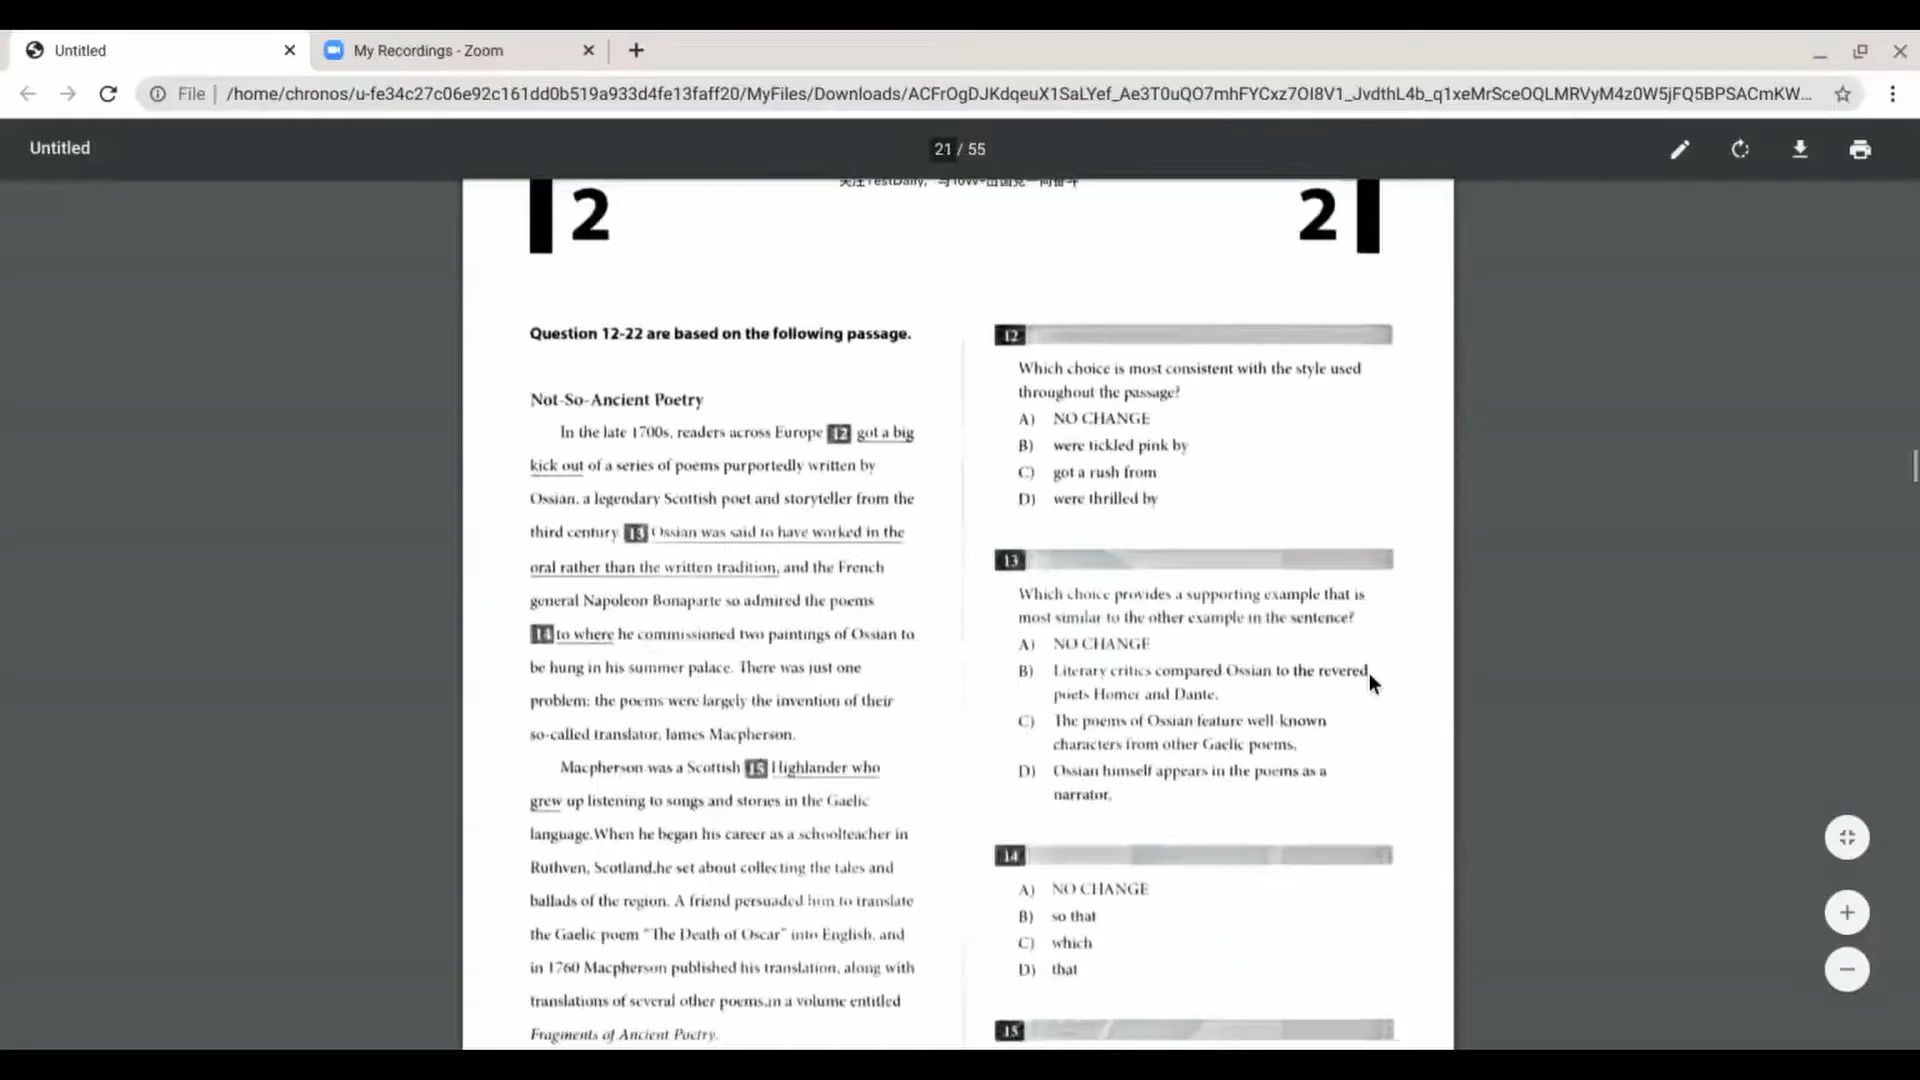 Untitled
My Recordings - Zoom
File
/home/chronos/u-fe34c27c06e92c161dd0b519a933d4fe13faff20/MyFiles/Downloads/ACFrOgDJKdqeuX1SaLYef_Ae3T0uQO7mhFYCxz7OI8V1_JvdthL4b_q1xeMrSceOQLMRVyM4z0W5jFQ5BPSACmKW...
Untitled
21 / 55
2
2
Question 12-22 are based on the following passage.
Not-So-Ancient Poetry
In the late 1700s, readers across Europe 12 got a big
kick out of a series of poems purportedly written by
Ossian, a legendary Scottish poet and storyteller from the
third century 13 Ossian was said to have worked in the
oral rather than the written tradition, and the French
general Napoleon Bonaparte so admired the poems
14 to where he commissioned two paintings of Ossian to
be hung in his summer palace. There was just one
problem: the poems were largely the invention of their
so-called translator, James Macpherson.
Macpherson was a Scottish 15 Highlander who
grew up listening to songs and stories in the Gaelic
language.When he began his career as a schoolteacher in
Ruthven, Scotland,he set about collecting the tales and
ballads of the region. A friend persuaded him to translate
the Gaelic poem "The Death of Oscar" into English, and
in 1760 Macpherson published his translation, along with
translations of several other poems,in a volume entitled
Fragments of Ancient Poetry.
12
Which choice is most consistent with the style used
throughout the passage?
A) NO CHANGE
B) were tickled pink by
C) got a rush from
D) were thrilled by
13
Which choice provides a supporting example that is
most similar to the other example in the sentence?
A) NO CHANGE
B) Literary critics compared Ossian to the revered
poets Homer and Dante.
C) The poems of Ossian feature well-known
characters from other Gaelic poems,
D) Ossian himself appears in the poems as a
narrator,
14
A) NO CHANGE
B) so that
C) which
D) that
15